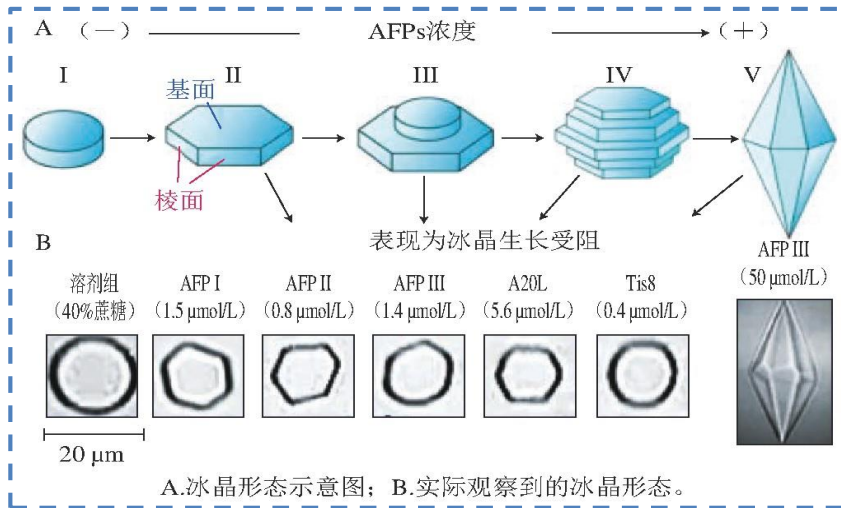 A (－) AFPs浓度 (＋)
I II III IV V
基面
棱面
表现为冰晶生长受阻
B
溶剂组
(40%蔗糖)
AFP I
(1.5 μmol/L)
AFP II
(0.8 μmol/L)
AFP III
(1.4 μmol/L)
A20L
(5.6 μmol/L)
Tis8
(0.4 μmol/L)
AFP III
(50 μmol/L)
20 μm
A.冰晶形态示意图；B.实际观察到的冰晶形态。